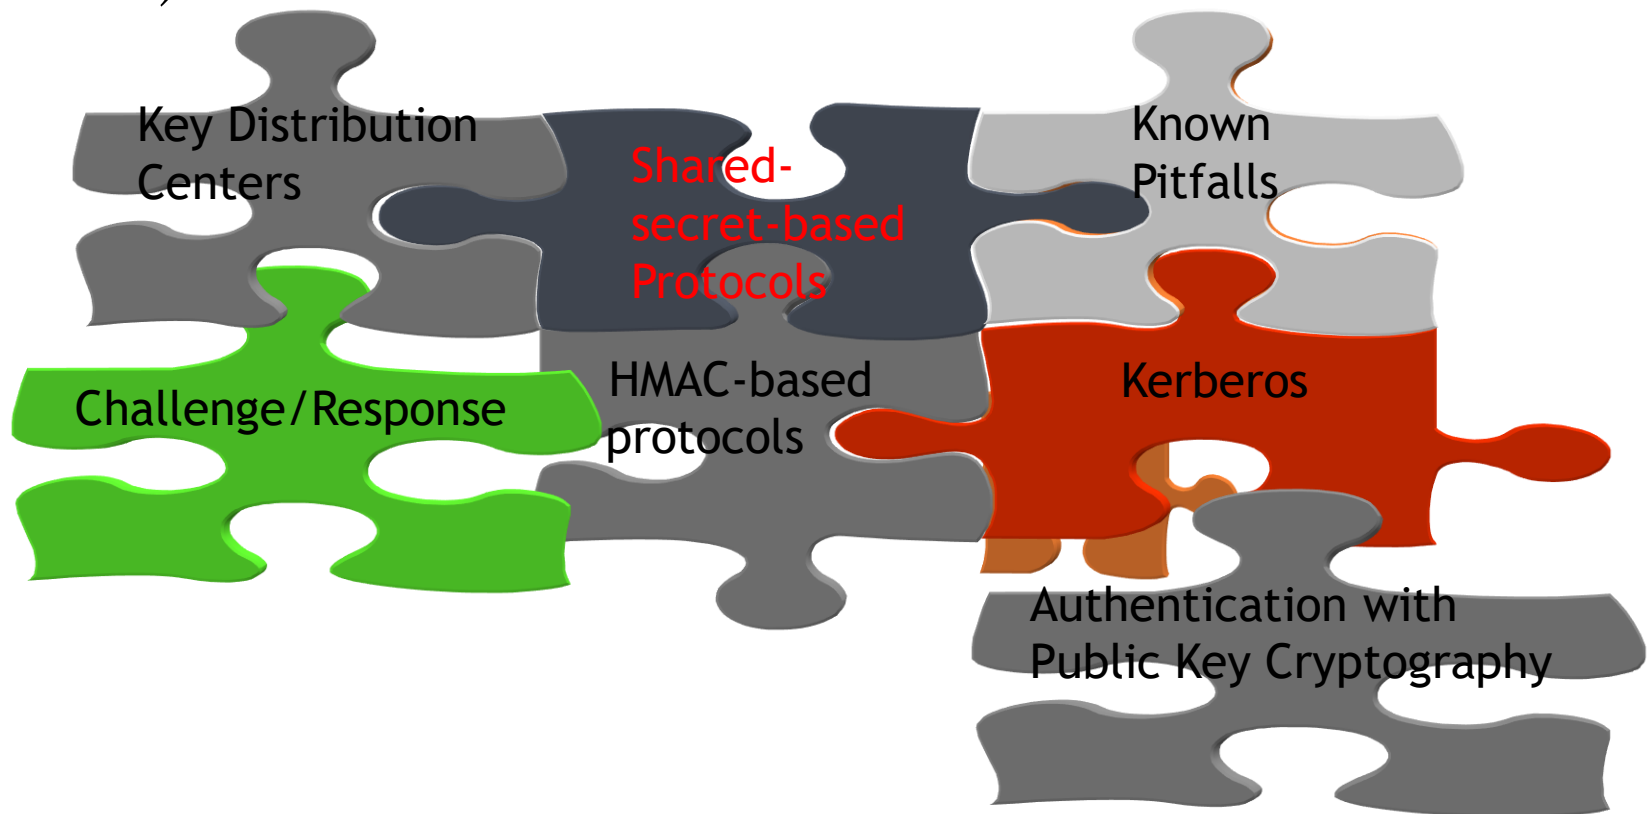 Key Distribution
Centers
Shared-
secret-based
Protocols
Known
Pitfalls
Challenge/Response
HMAC-based
protocols
Kerberos
Authentication with
Public Key Cryptography